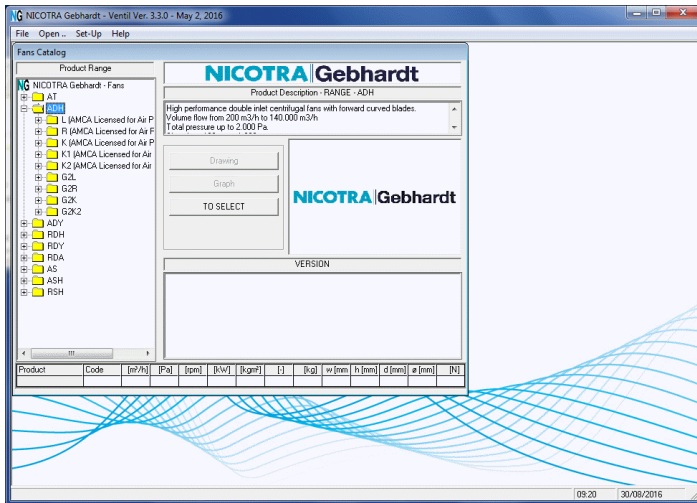 NG NICOTRA Gebhardt - Ventil Ver. 3.3.0 - May 2, 2016
File Open .. Set-Up Help
Fans Catalog
Product Range
NG NICOTRA Gebhardt - Fans
AT
ADH
L (AMCA Licensed for Air P
R (AMCA Licensed for Air F
K (AMCA Licensed for Air P
K1 (AMCA Licensed for Air
K2 (AMCA Licensed for Air
G2L
G2R
G2K
G2K2
ADY
RDH
RDY
RDA
AS
ASH
RSH
NICOTRA Gebhardt
Product Description - RANGE - ADH
High performance double inlet centrifugal fans with forward curved blades.
Volume flow from 200 m3/h to 140.000 m3/h
Total pressure up to 2.000 Pa.
Drawing
Graph
TO SELECT
NICOTRA Gebhardt
VERSION
Product Code [m³/h] [Pa] [rpm] [kW] [kgm²] [-] [kg] w [mm h [mm] d [mm] ø [mm] [N]
09:20 30/08/2016